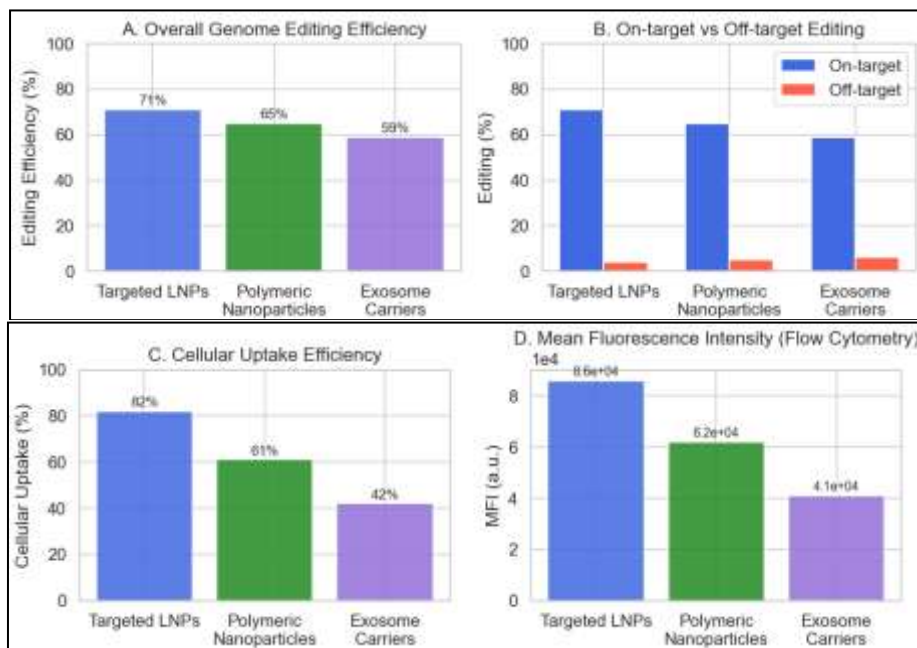 A. Overall Genome Editing Efficiency
100
80
60
40
20
0
Editing Efficiency (%)
71%
65%
59%
Targeted LNPs
Polymeric
Nanoparticles
Exosome
Carriers
B. On-target vs Off-target Editing
100
80
60
40
20
0
Editing (%)
On-target
Off-target
Targeted LNPs
Polymeric
Nanoparticles
Exosome
Carriers
C. Cellular Uptake Efficiency
100
80
60
40
20
0
Cellular Uptake (%)
82%
61%
42%
Targeted LNPs
Polymeric
Nanoparticles
Exosome
Carriers
D. Mean Fluorescence Intensity (Flow Cytometry)
1e4
8
6
4
2
0
MFI (a.u.)
8.6e+04
6.2e+04
4.1e+04
Targeted LNPs
Polymeric
Nanoparticles
Exosome
Carriers